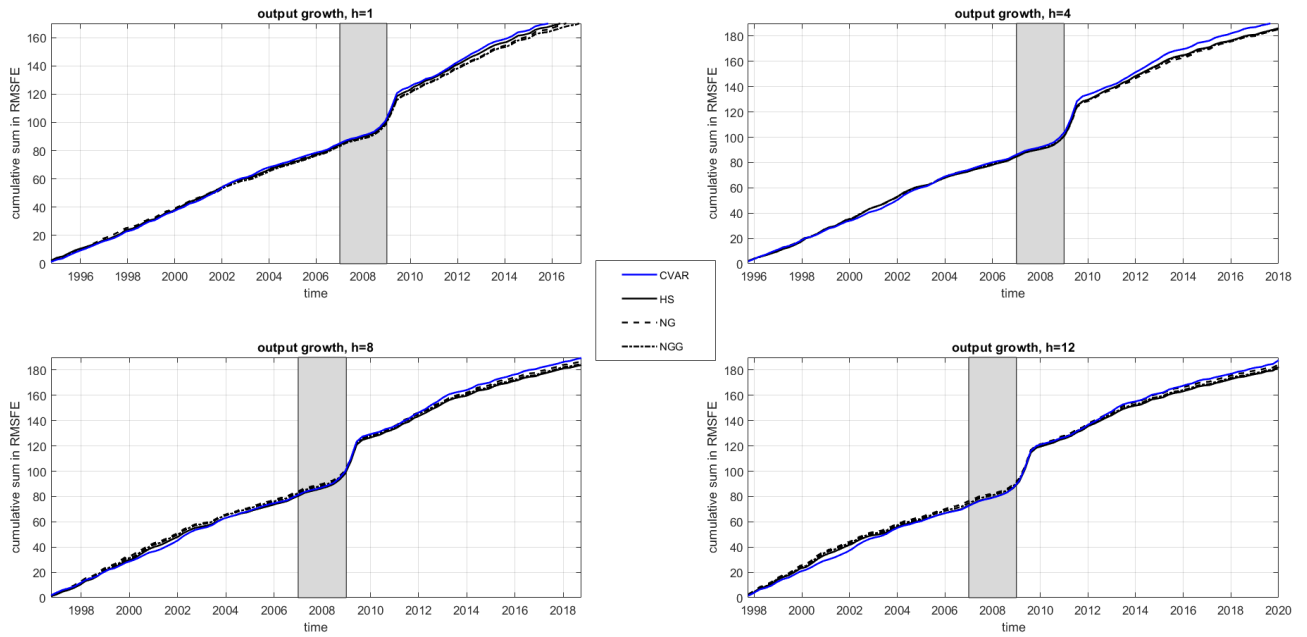 output growth, h=1
cumulative sum in RMSFE
160
140
120
100
80
60
40
20
0
1996 1998 2000 2002 2004 2006 2008 2010 2012 2014 2016
time
output growth, h=4
cumulative sum in RMSFE
180
160
140
120
100
80
60
40
20
0
1996 1998 2000 2002 2004 2006 2008 2010 2012 2014 2016 2018
time
CVAR
HS
NG
NGG
output growth, h=8
cumulative sum in RMSFE
180
160
140
120
100
80
60
40
20
0
1998 2000 2002 2004 2006 2008 2010 2012 2014 2016 2018
time
output growth, h=12
cumulative sum in RMSFE
180
160
140
120
100
80
60
40
20
0
1998 2000 2002 2004 2006 2008 2010 2012 2014 2016 2018 2020
time